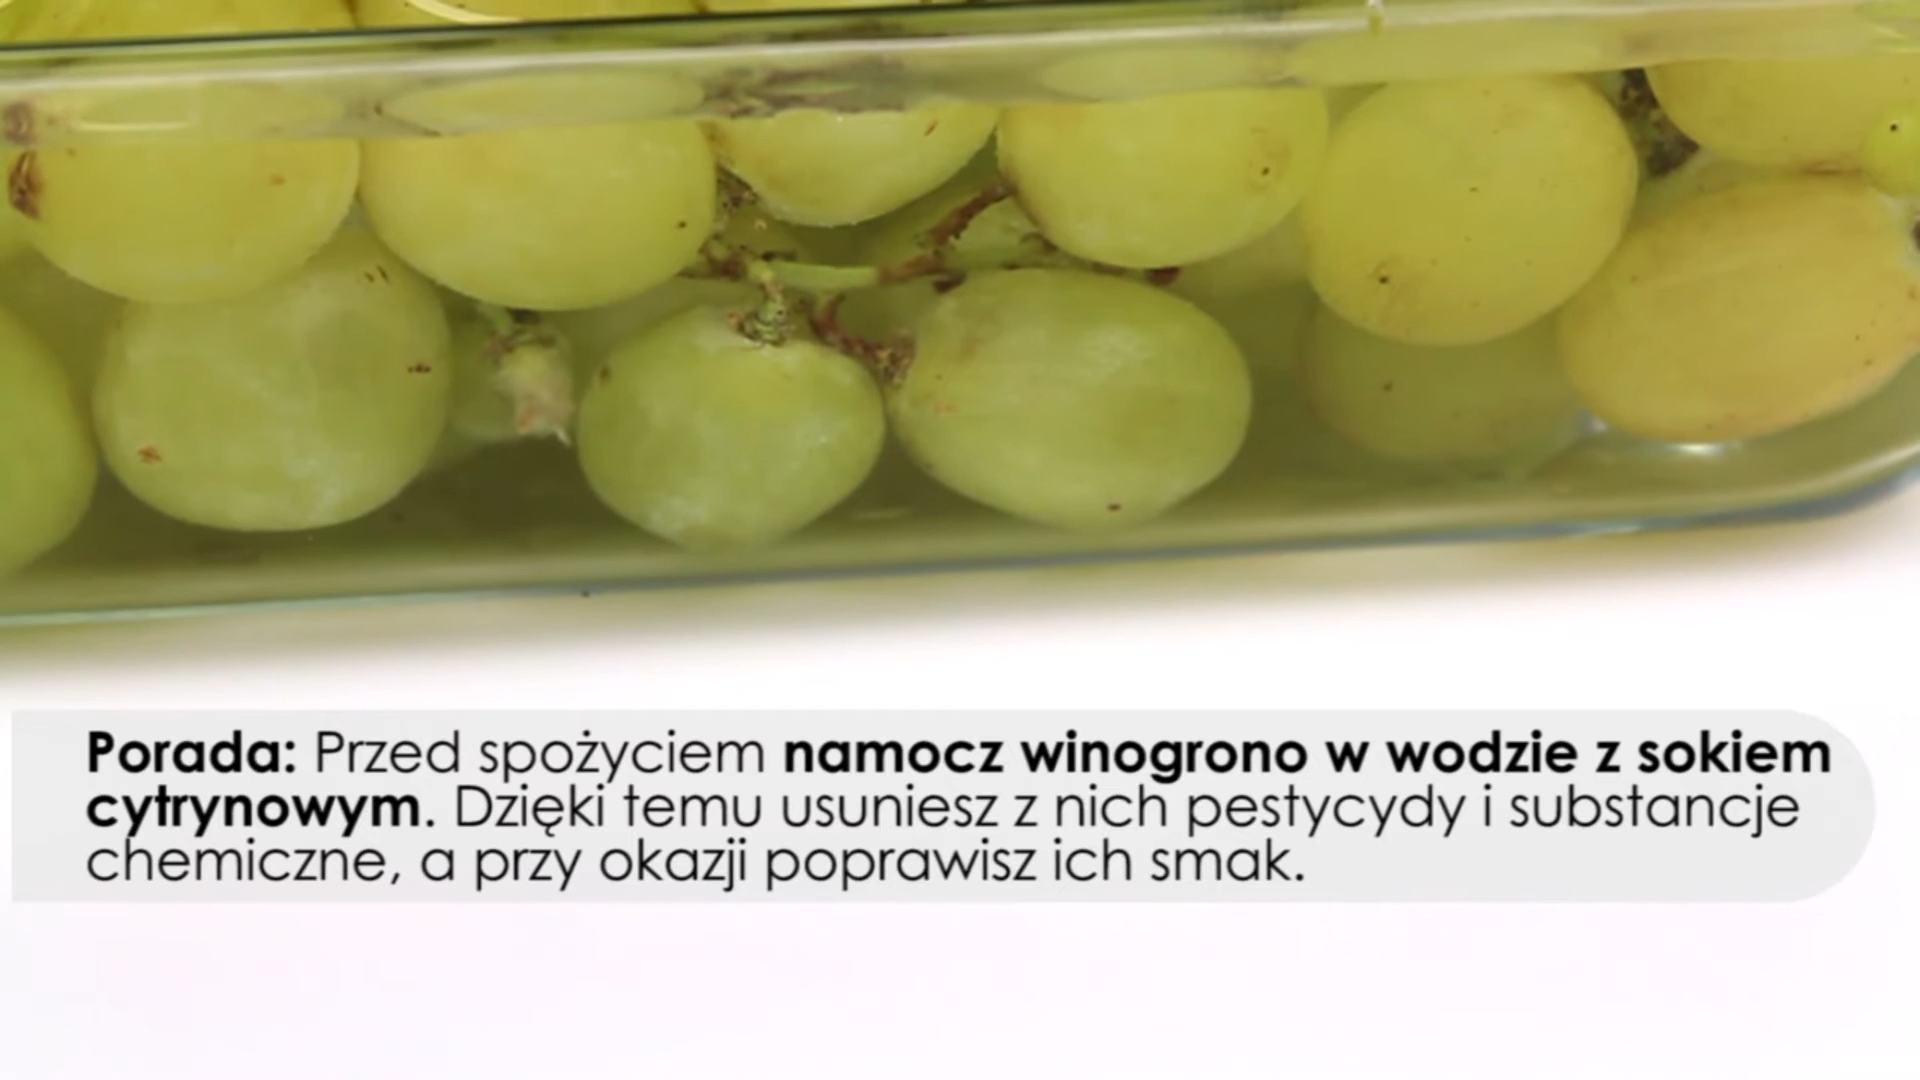 Porada: Przed spożyciem namocz winogrono w wodzie z sokiem
cytrynowym. Dzięki temu usuniesz z nich pestycydy i substancje
chemiczne, a przy okazji poprawisz ich smak.